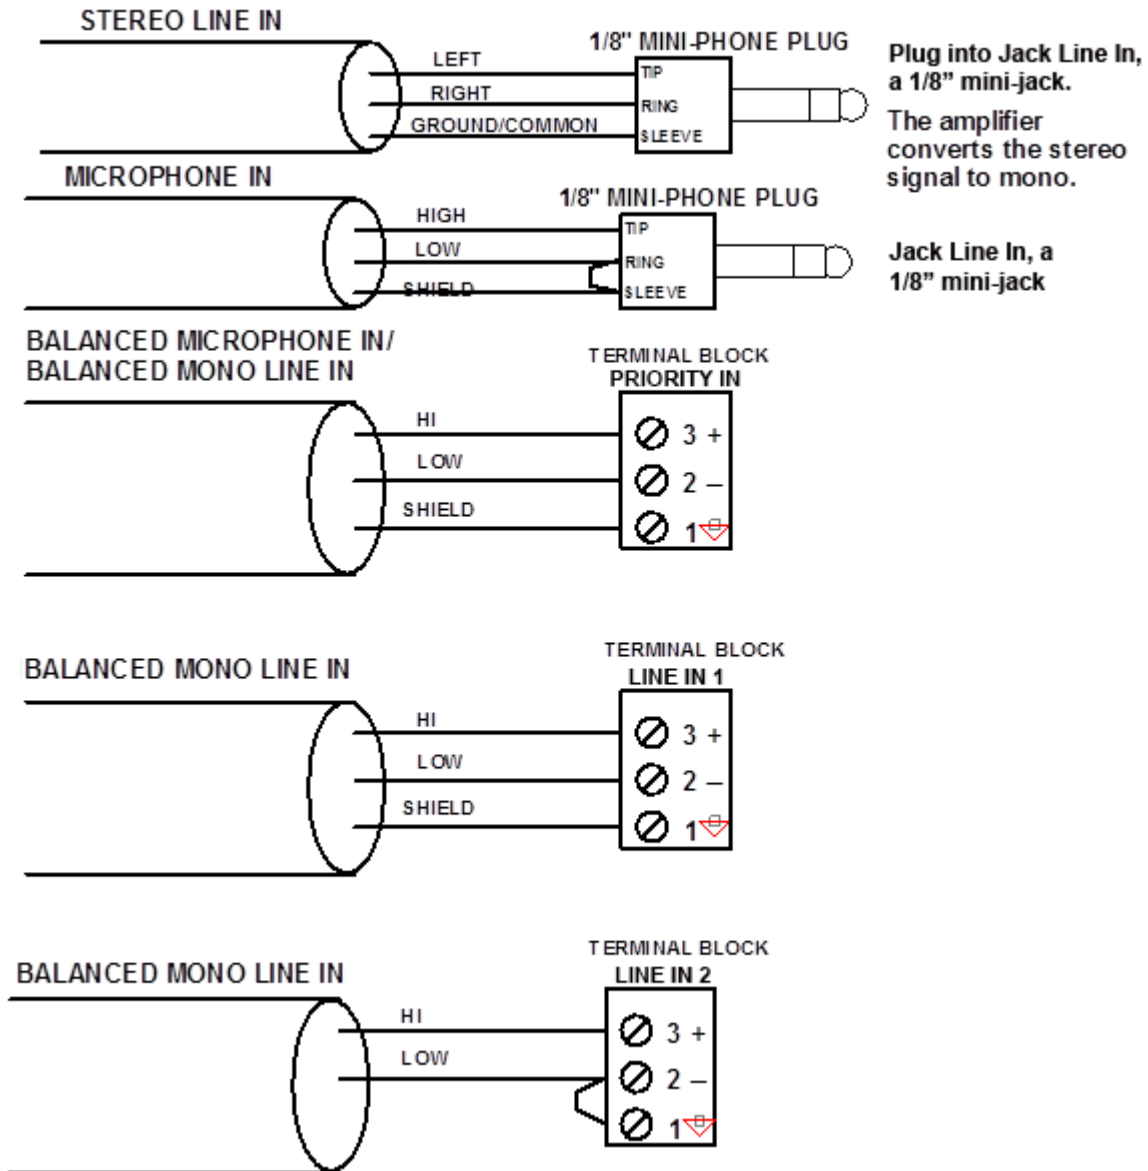 STEREO LINE IN
1/8" MINI-PHONE PLUG
LEFT
TIP
RIGHT
RING
GROUND/COMMON
SLEEVE
Plug into Jack Line In,
a 1/8” mini-jack.
The amplifier
converts the stereo
signal to mono.
MICROPHONE IN
1/8" MINI-PHONE PLUG
HIGH
TIP
LOW
RING
SHIELD
SLEEVE
Jack Line In, a
1/8” mini-jack
BALANCED MICROPHONE IN/
BALANCED MONO LINE IN
TERMINAL BLOCK
PRIORITY IN
HI
3 +
LOW
2 –
SHIELD
1
BALANCED MONO LINE IN
TERMINAL BLOCK
LINE IN 1
HI
3 +
LOW
2 –
SHIELD
1
BALANCED MONO LINE IN
TERMINAL BLOCK
LINE IN 2
HI
3 +
LOW
2 –
1